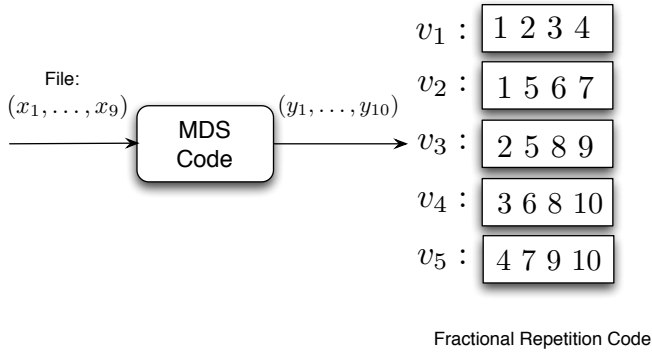 File:
(x₁, . . . , x₉)
MDS
Code
(y₁, . . . , y₁₀)
v₁ : 1 2 3 4
v₂ : 1 5 6 7
v₃ : 2 5 8 9
v₄ : 3 6 8 10
v₅ : 4 7 9 10
Fractional Repetition Code